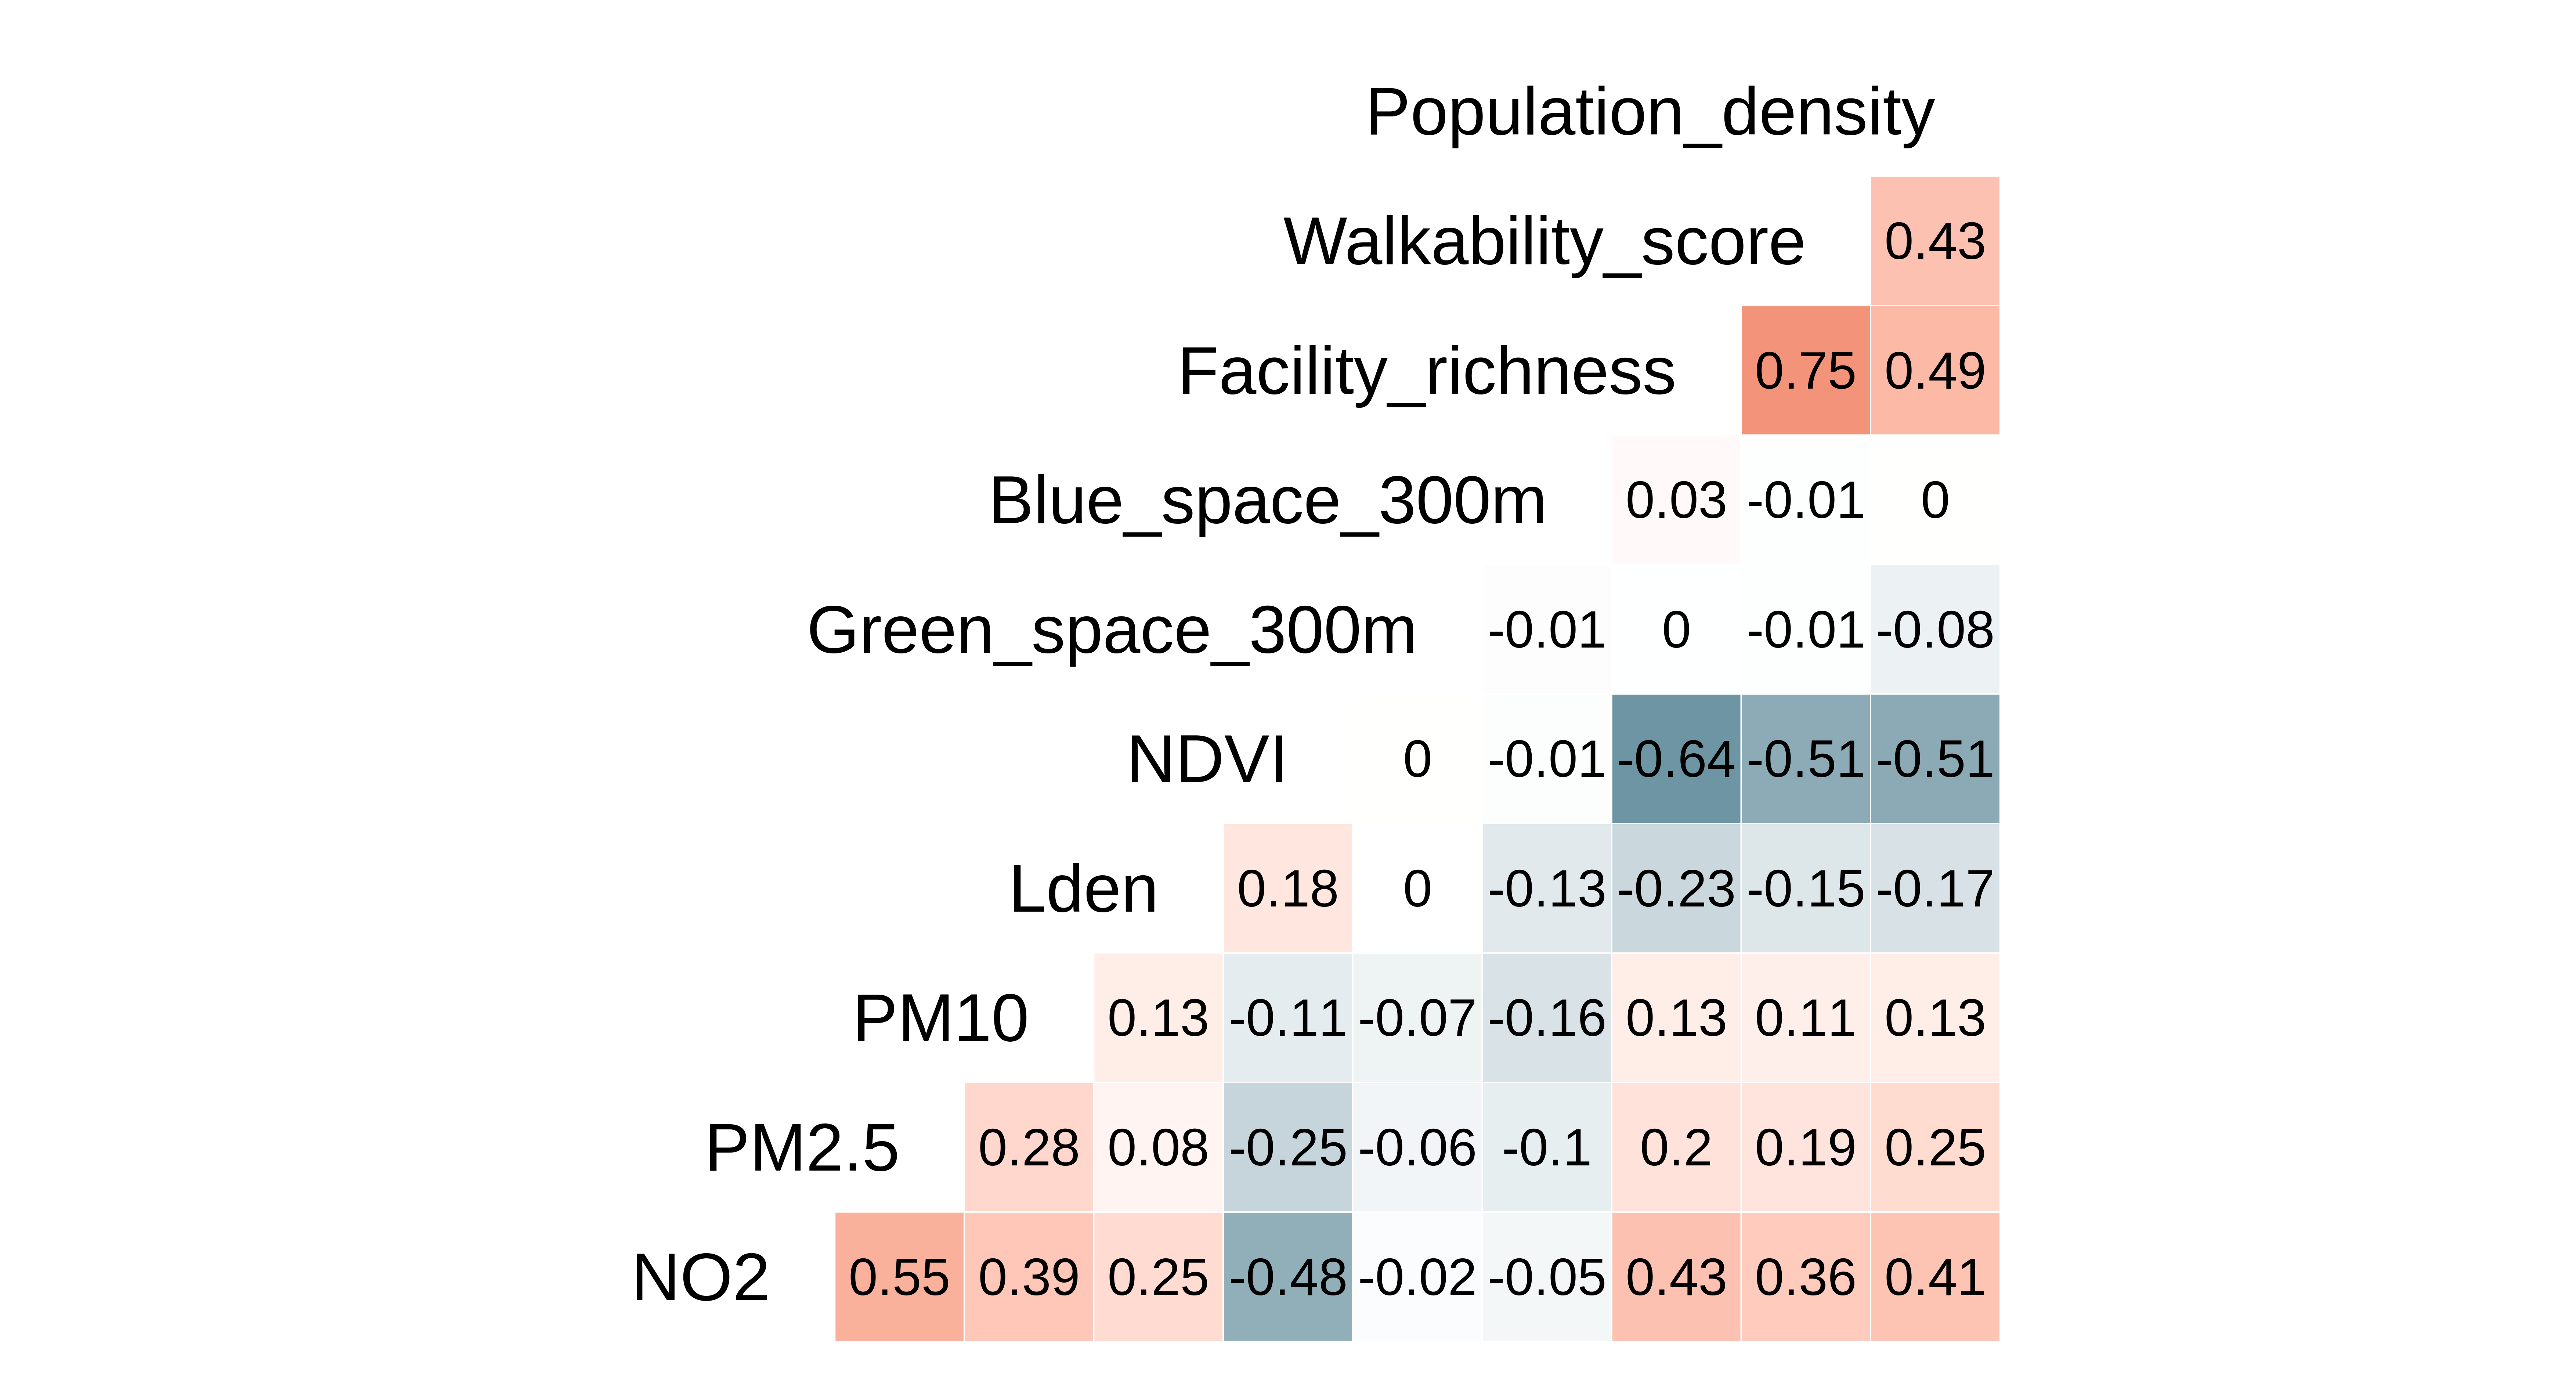 Population_density
Walkability_score 0.43
Facility_richness 0.75 0.49
Blue_space_300m 0.03 -0.01 0
Green_space_300m -0.01 0 -0.01 -0.08
NDVI 0 -0.01 -0.64 -0.51 -0.51
Lden 0.18 0 -0.13 -0.23 -0.15 -0.17
PM10 0.13 -0.11 -0.07 -0.16 0.13 0.11 0.13
PM2.5 0.28 0.08 -0.25 -0.06 -0.1 0.2 0.19 0.25
NO2 0.55 0.39 0.25 -0.48 -0.02 -0.05 0.43 0.36 0.41